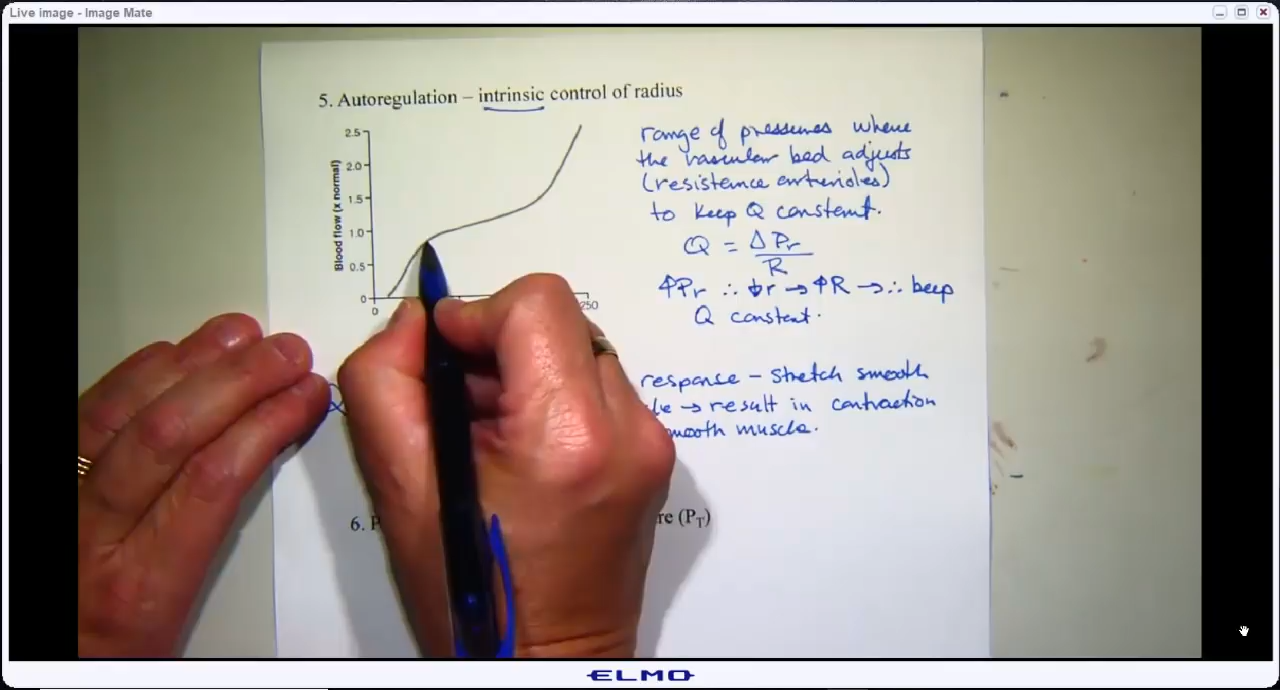 Live image - Image Mate
5. Autoregulation – intrinsic control of radius
Blood flow (x normal)
2.5
2.0
1.5
1.0
0.5
0
0
250
range of pressures where
the vascular bed adjusts
(resistance arterioles)
to keep Q constant.
Q = ΔPr
R
↑Pr ∴ ↓r → ↑R → ∴ keep
Q constant.
response – stretch smooth
→ result in contraction
smooth muscle.
6. P
re (PT)
ELMO